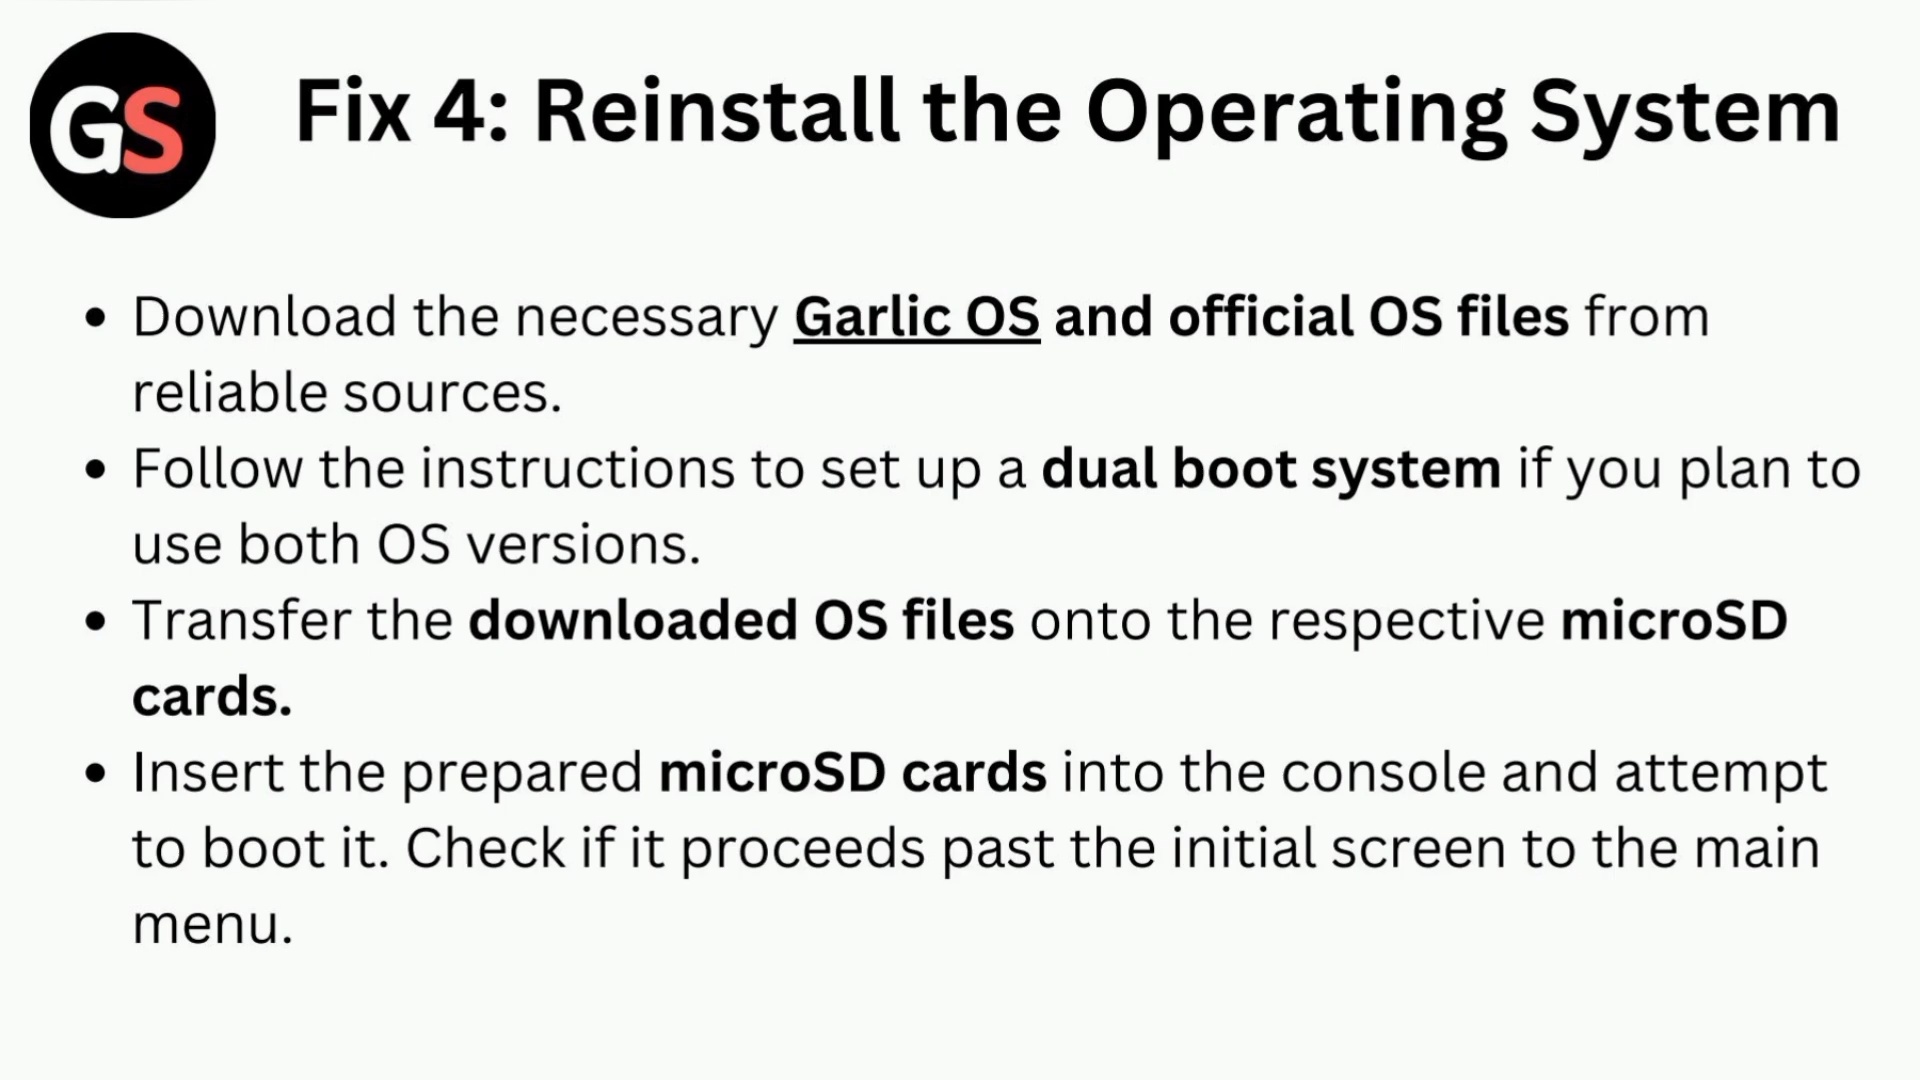 GS
Fix 4: Reinstall the Operating System
• Download the necessary Garlic OS and official OS files from
reliable sources.
• Follow the instructions to set up a dual boot system if you plan to
use both OS versions.
• Transfer the downloaded OS files onto the respective microSD
cards.
• Insert the prepared microSD cards into the console and attempt
to boot it. Check if it proceeds past the initial screen to the main
menu.